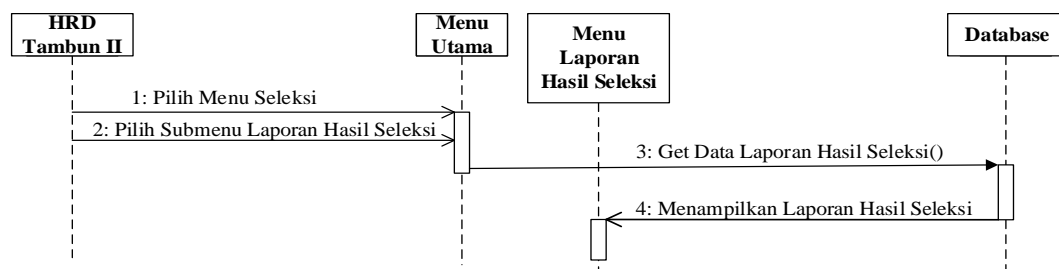 HRD
Tambun II
Menu
Utama
Menu
Laporan
Hasil Seleksi
Database
1: Pilih Menu Seleksi
2: Pilih Submenu Laporan Hasil Seleksi
3: Get Data Laporan Hasil Seleksi()
4: Menampilkan Laporan Hasil Seleksi